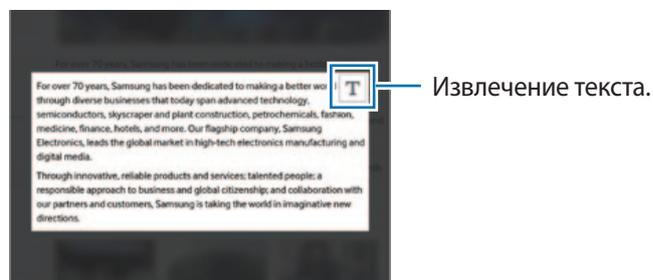 For over 70 years, Samsung has been dedicated to making a better
T
Извлечение текста.
through diverse businesses that today span advanced technology,
semiconductors, skyscraper and plant construction, petrochemicals, fashion,
medicine, finance, hotels, and more. Our flagship company, Samsung
Electronics, leads the global market in high-tech electronics manufacturing and
digital media.
Through innovative, reliable products and services; talented people; a
responsible approach to business and global citizenship; and collaboration with
our partners and customers, Samsung is taking the world in imaginative new
directions.